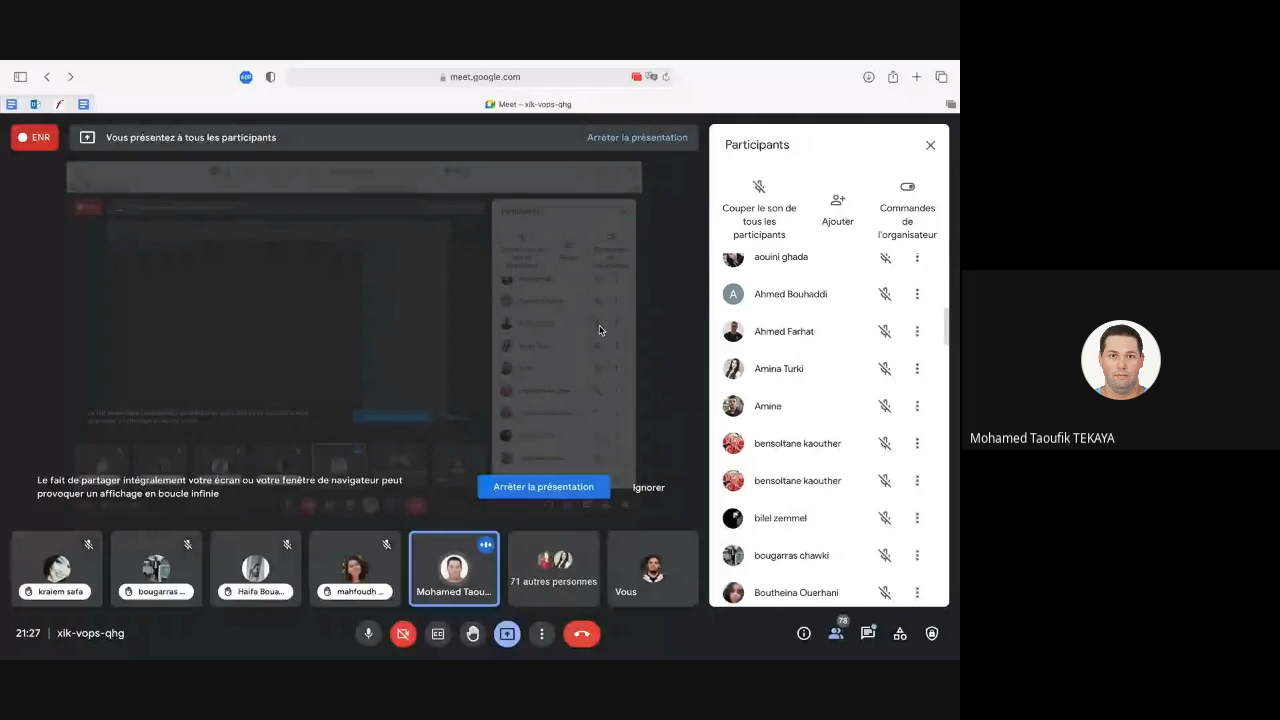 meet.google.com
Meet – xik-vops-qhg
ENR
Vous présentez à tous les participants
Arrêter la présentation
Participants
Couper le son de
tous les
participants
Ajouter
Commandes
de
l'organisateur
aouini ghada
A
Ahmed Bouhaddi
Ahmed Farhat
Amina Turki
Amine
bensoltane kaouther
bensoltane kaouther
bilel zemmel
bougarras chawki
Boutheina Ouerhani
Le fait de partager intégralement votre écran ou votre fenêtre de navigateur peut
provoquer un affichage en boucle infinie
Arrêter la présentation
Ignorer
kraiem safa
bougarras ...
Haifa Boua...
mahfoudh ...
Mohamed Taou...
71 autres personnes
Vous
21:27
xik-vops-qhg
78
Mohamed Taoufik TEKAYA